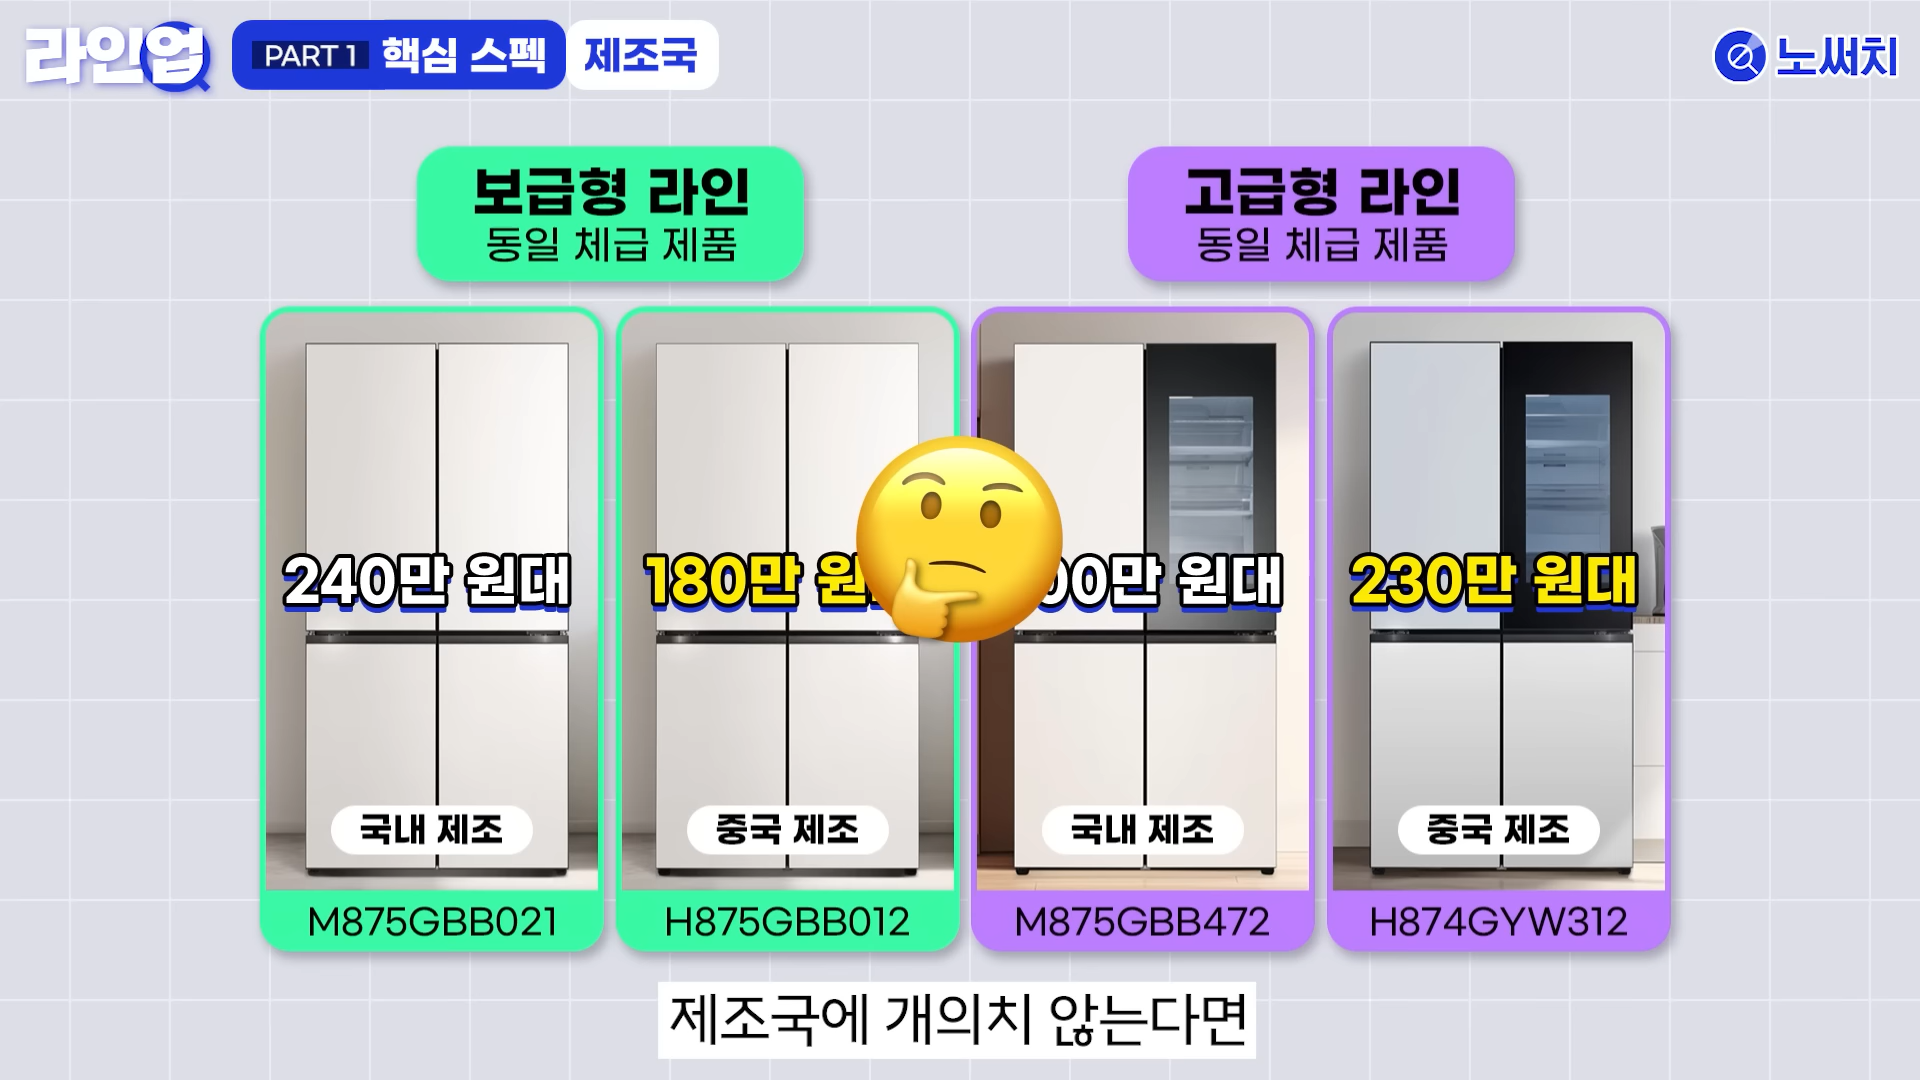 라인업
PART 1 핵심 스펙 제조국
노써치
보급형 라인
동일 체급 제품
고급형 라인
동일 체급 제품
240만 원대
180만
00만 원대
230만 원대
국내 제조
중국 제조
국내 제조
중국 제조
M875GBB021
H875GBB012
M875GBB472
H874GYW312
제조국에 개의치 않는다면